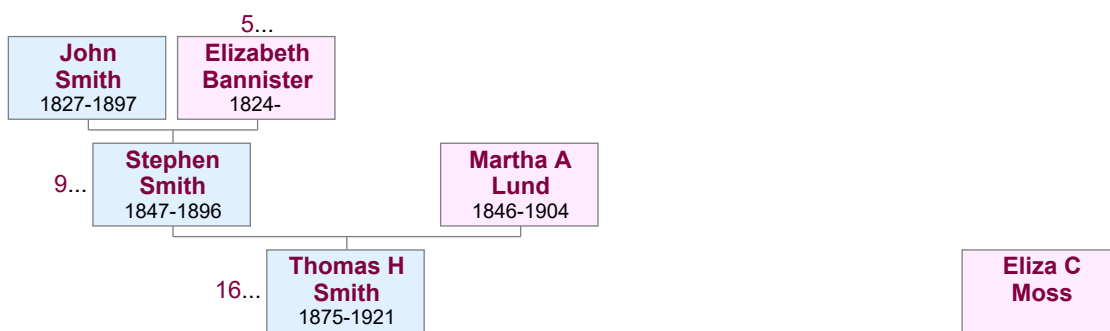 5...
John
Smith
1827-1897
Elizabeth
Bannister
1824-
9...
Stephen
Smith
1847-1896
Martha A
Lund
1846-1904
16...
Thomas H
Smith
1875-1921
Eliza C
Moss